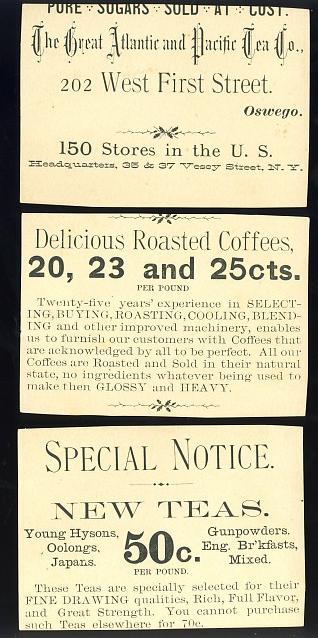 PURE SUGARS SOLD AT COST.
The Great Atlantic and Pacific Tea Co.,
202 West First Street.
Oswego.
150 Stores in the U. S.
Headquarters, 35 & 37 Vesey Street, N. Y.
Delicious Roasted Coffees,
20, 23 and 25cts.
PER POUND
Twenty-five years' experience in SELECT-
ING, BUYING, ROASTING, COOLING, BLEND-
ING and other improved machinery, enables
us to furnish our customers with Coffees that
are acknowledged by all to be perfect. All our
Coffees are Roasted and Sold in their natural
state, no ingredients whatever being used to
make then GLOSSY and HEAVY.
SPECIAL NOTICE.
NEW TEAS.
Young Hysons,
Oolongs,
Japans.
50c.
PER POUND.
Gunpowders.
Eng. Br'kfasts,
Mixed.
These Teas are specially selected for their
FINE DRAWING qualities, Rich, Full Flavor,
and Great Strength. You cannot purchase
such Teas elsewhere for 70c.